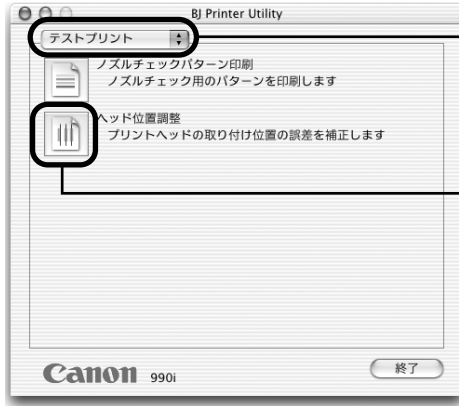 BJ Printer Utility
テストプリント
ノズルチェックパターン印刷
ノズルチェック用のパターンを印刷します
ヘッド位置調整
プリントヘッドの取り付け位置の誤差を補正します
Canon 990i
終了